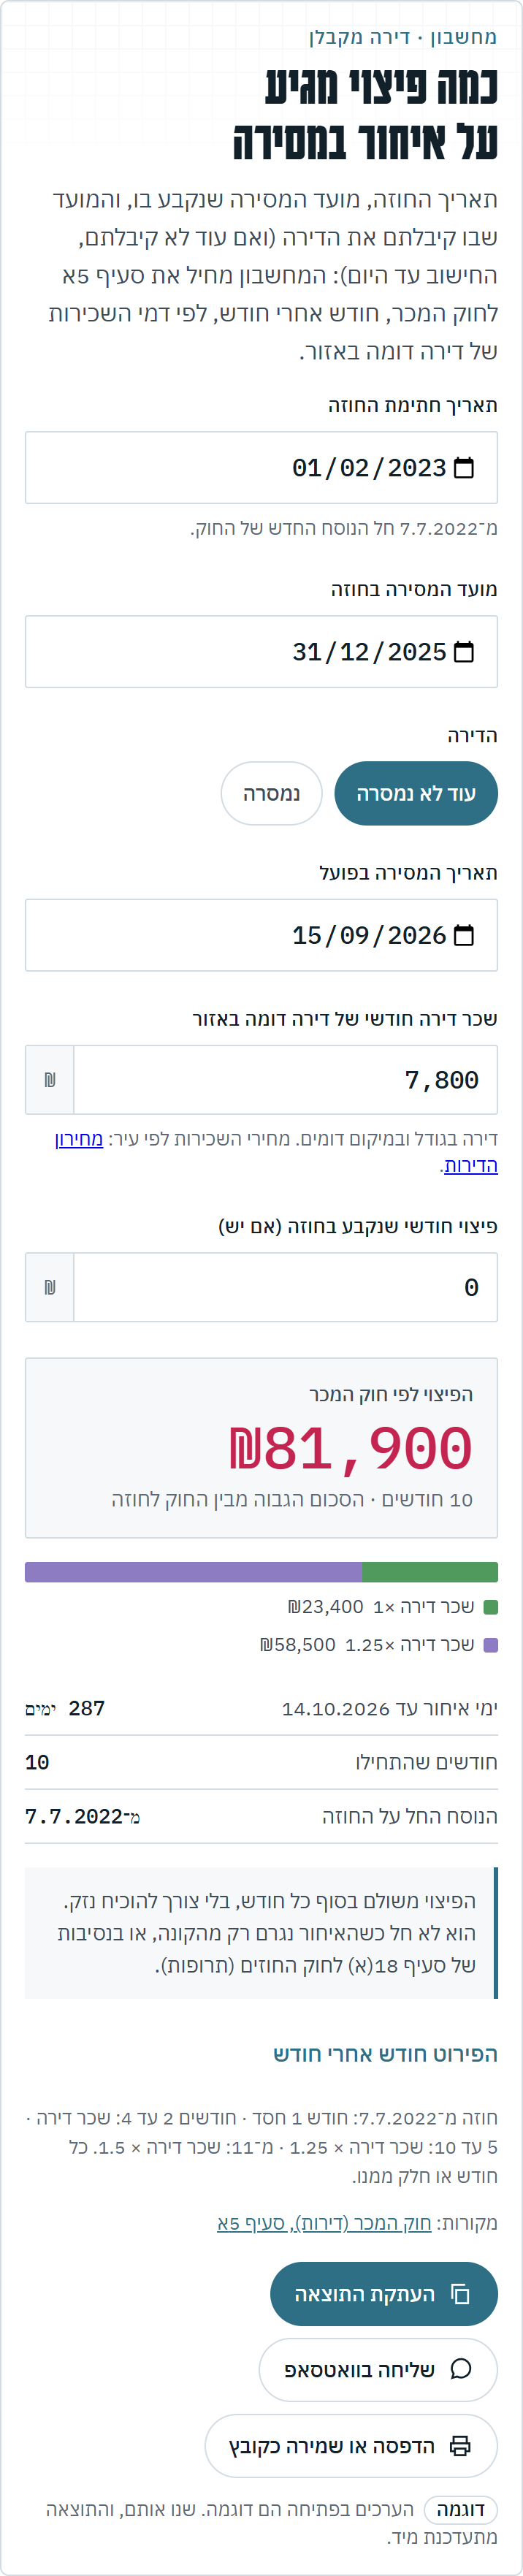 מחשבון · דירה מקבלן
כמה פיצוי מגיע
על איחור במסירה
תאריך החוזה, מועד המסירה שנקבע בו, והמועד
שבו קיבלתם את הדירה (ואם עוד לא קיבלתם,
החישוב עד היום): המחשבון מחיל את סעיף 5א
לחוק המכר, חודש אחרי חודש, לפי דמי השכירות
של דירה דומה באזור.
תאריך חתימת החוזה
01/02/2023
מ־7.7.2022 חל הנוסח החדש של החוק.
מועד המסירה בחוזה
31/12/2025
הדירה
עוד לא נמסרה
נמסרה
תאריך המסירה בפועל
15/09/2026
שכר דירה חודשי של דירה דומה באזור
7,800 ₪
דירה בגודל ובמיקום דומים. מחירי השכירות לפי עיר: מחירון
הדירות.
פיצוי חודשי שנקבע בחוזה (אם יש)
0 ₪
הפיצוי לפי חוק המכר
₪81,900
10 חודשים · הסכום הגבוה מבין החוק לחוזה
שכר דירה ×1 ₪23,400
שכר דירה ×1.25 ₪58,500
ימי איחור עד 14.10.2026 287 ימים
חודשים שהתחילו 10
הנוסח החל על החוזה מ־7.7.2022
הפיצוי משולם בסוף כל חודש, בלי צורך להוכיח נזק.
הוא לא חל כשהאיחור נגרם רק מהקונה, או בנסיבות
של סעיף 18(א) לחוק החוזים (תרופות).
הפירוט חודש אחרי חודש
חוזה מ־7.7.2022: חודש 1 חסד · חודשים 2 עד 4: שכר דירה ·
5 עד 10: שכר דירה × 1.25 · מ־11: שכר דירה × 1.5. כל
חודש או חלק ממנו.
מקורות: חוק המכר (דירות), סעיף 5א
העתקת התוצאה
שליחה בוואטסאפ
הדפסה או שמירה כקובץ
דוגמה הערכים בפתיחה הם דוגמה. שנו אותם, והתוצאה
מתעדכנת מיד.